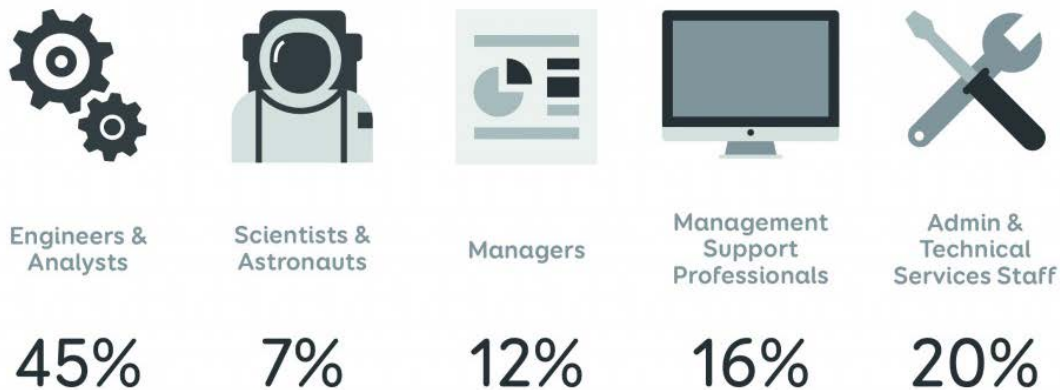 Engineers &
Analysts
Scientists &
Astronauts
Managers
Management
Support
Professionals
Admin &
Technical
Services Staff
45%
7%
12%
16%
20%